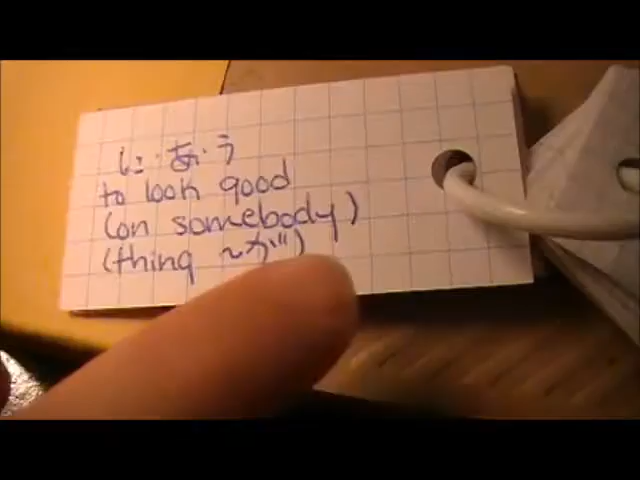 に・あ・う
to look good
(on somebody)
(thing ~が)